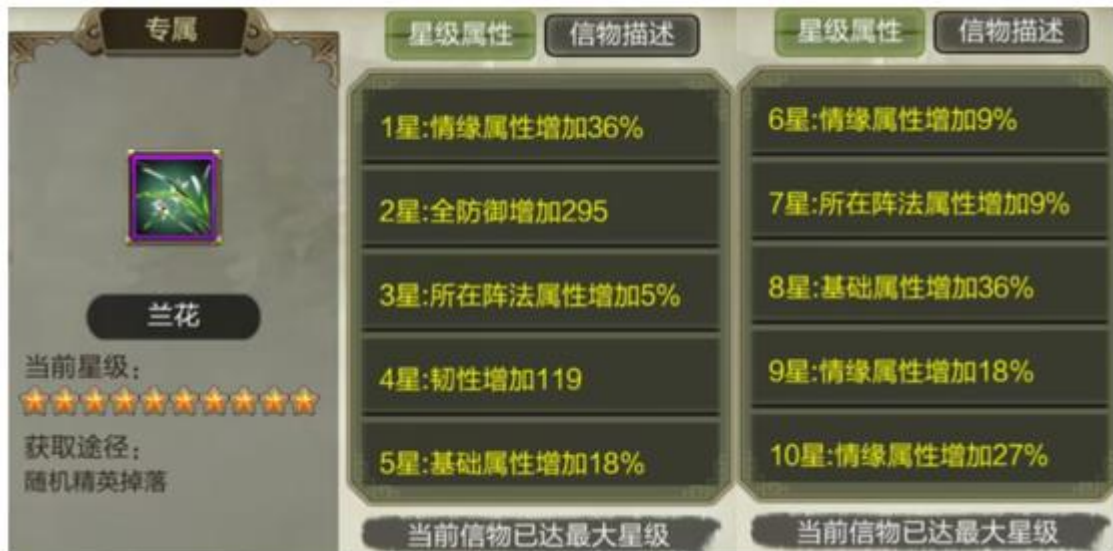 专属
兰花
当前星级：
获取途径：
随机精英掉落
星级属性
信物描述
1星:情缘属性增加36%
2星:全防御增加295
3星:所在阵法属性增加5%
4星:韧性增加119
5星:基础属性增加18%
当前信物已达最大星级
星级属性
信物描述
6星:情缘属性增加9%
7星:所在阵法属性增加9%
8星:基础属性增加36%
9星:情缘属性增加18%
10星:情缘属性增加27%
当前信物已达最大星级